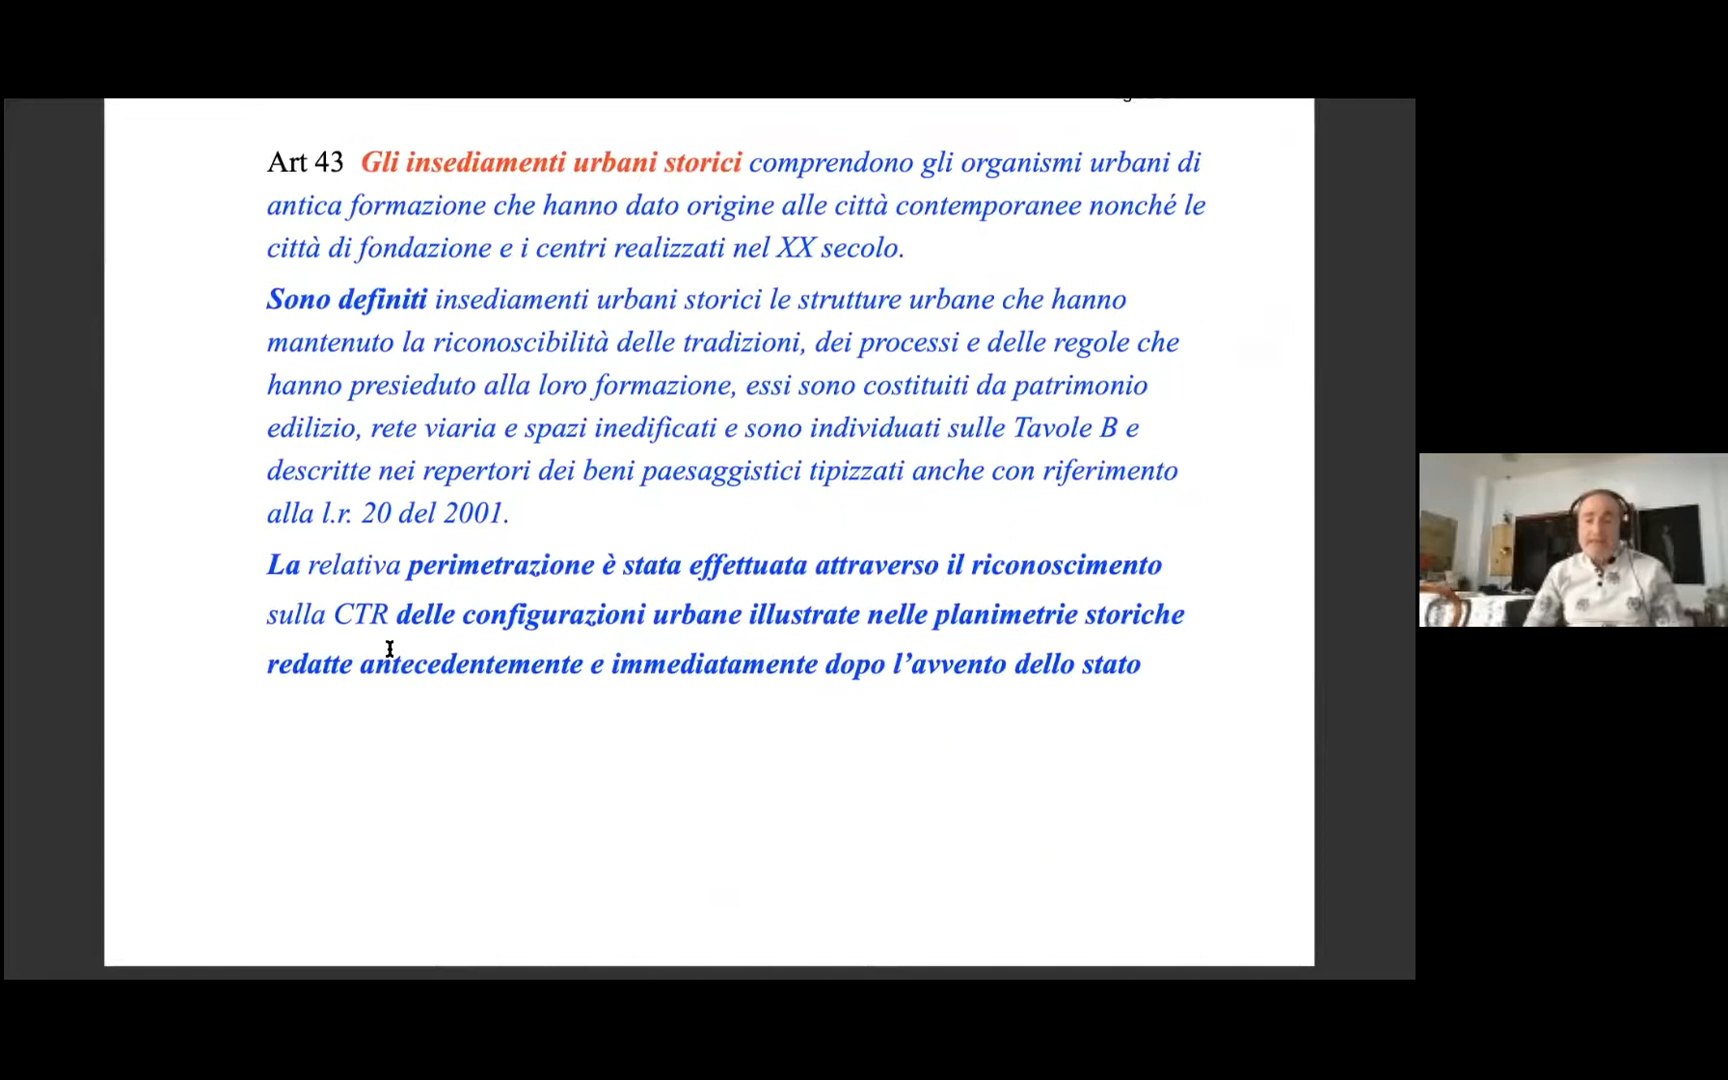 Art 43 Gli insediamenti urbani storici comprendono gli organismi urbani di
antica formazione che hanno dato origine alle città contemporanee nonché le
città di fondazione e i centri realizzati nel XX secolo.
Sono definiti insediamenti urbani storici le strutture urbane che hanno
mantenuto la riconoscibilità delle tradizioni, dei processi e delle regole che
hanno presieduto alla loro formazione, essi sono costituiti da patrimonio
edilizio, rete viaria e spazi inedificati e sono individuati sulle Tavole B e
descritte nei repertori dei beni paesaggistici tipizzati anche con riferimento
alla l.r. 20 del 2001.
La relativa perimetrazione è stata effettuata attraverso il riconoscimento
sulla CTR delle configurazioni urbane illustrate nelle planimetrie storiche
redatte antecedentemente e immediatamente dopo l’avvento dello stato